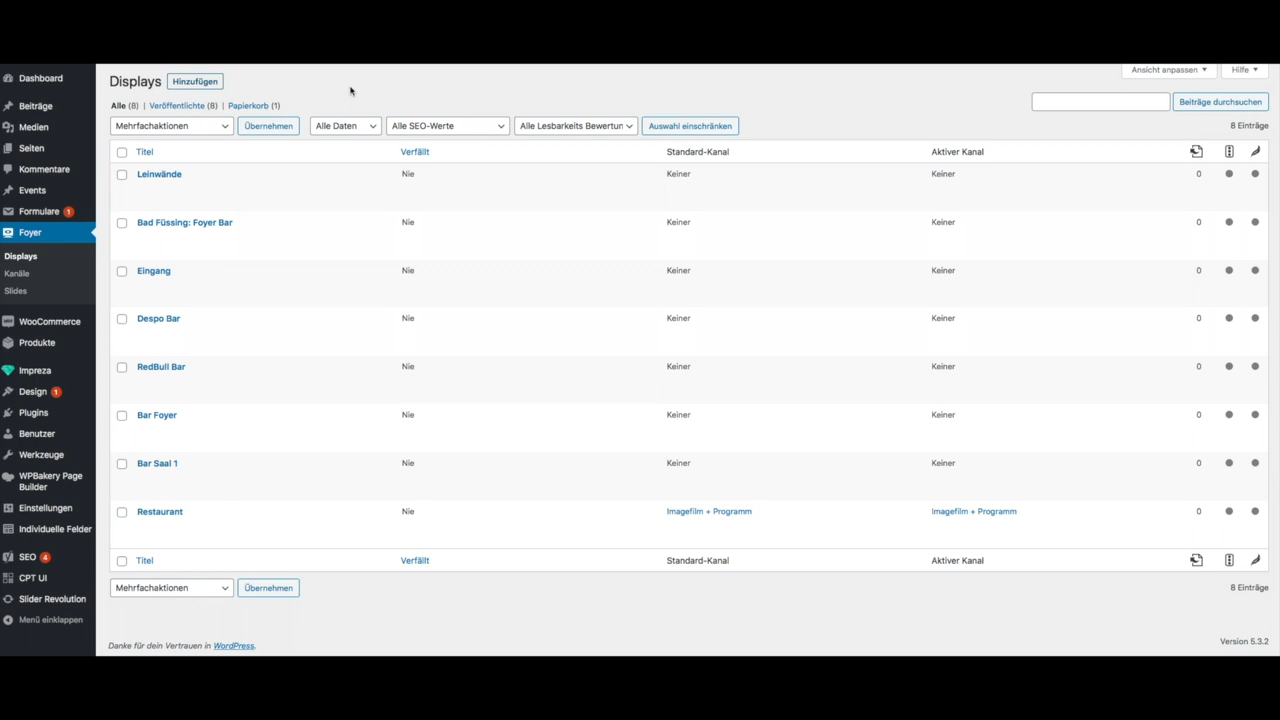 Dashboard
Beiträge
Medien
Seiten
Kommentare
Events
Formulare 1
Foyer
Displays
Kanäle
Slides
WooCommerce
Produkte
Impreza
Design 1
Plugins
Benutzer
Werkzeuge
WPBakery Page
Builder
Einstellungen
Individuelle Felder
SEO 4
CPT UI
Slider Revolution
Menü einklappen
Displays Hinzufügen
Ansicht anpassen Hilfe
Alle (8) | Veröffentlichte (8) | Papierkorb (1)
Beiträge durchsuchen
Mehrfachaktionen Übernehmen Alle Daten Alle SEO-Werte Alle Lesbarkeits Bewertun Auswahl einschränken
8 Einträge
Titel Verfällt Standard-Kanal Aktiver Kanal
Leinwände Nie Keiner Keiner 0
Bad Füssing: Foyer Bar Nie Keiner Keiner 0
Eingang Nie Keiner Keiner 0
Despo Bar Nie Keiner Keiner 0
RedBull Bar Nie Keiner Keiner 0
Bar Foyer Nie Keiner Keiner 0
Bar Saal 1 Nie Keiner Keiner 0
Restaurant Nie Imagefilm + Programm Imagefilm + Programm 0
Titel Verfällt Standard-Kanal Aktiver Kanal
Mehrfachaktionen Übernehmen
8 Einträge
Danke für dein Vertrauen in WordPress.
Version 5.3.2